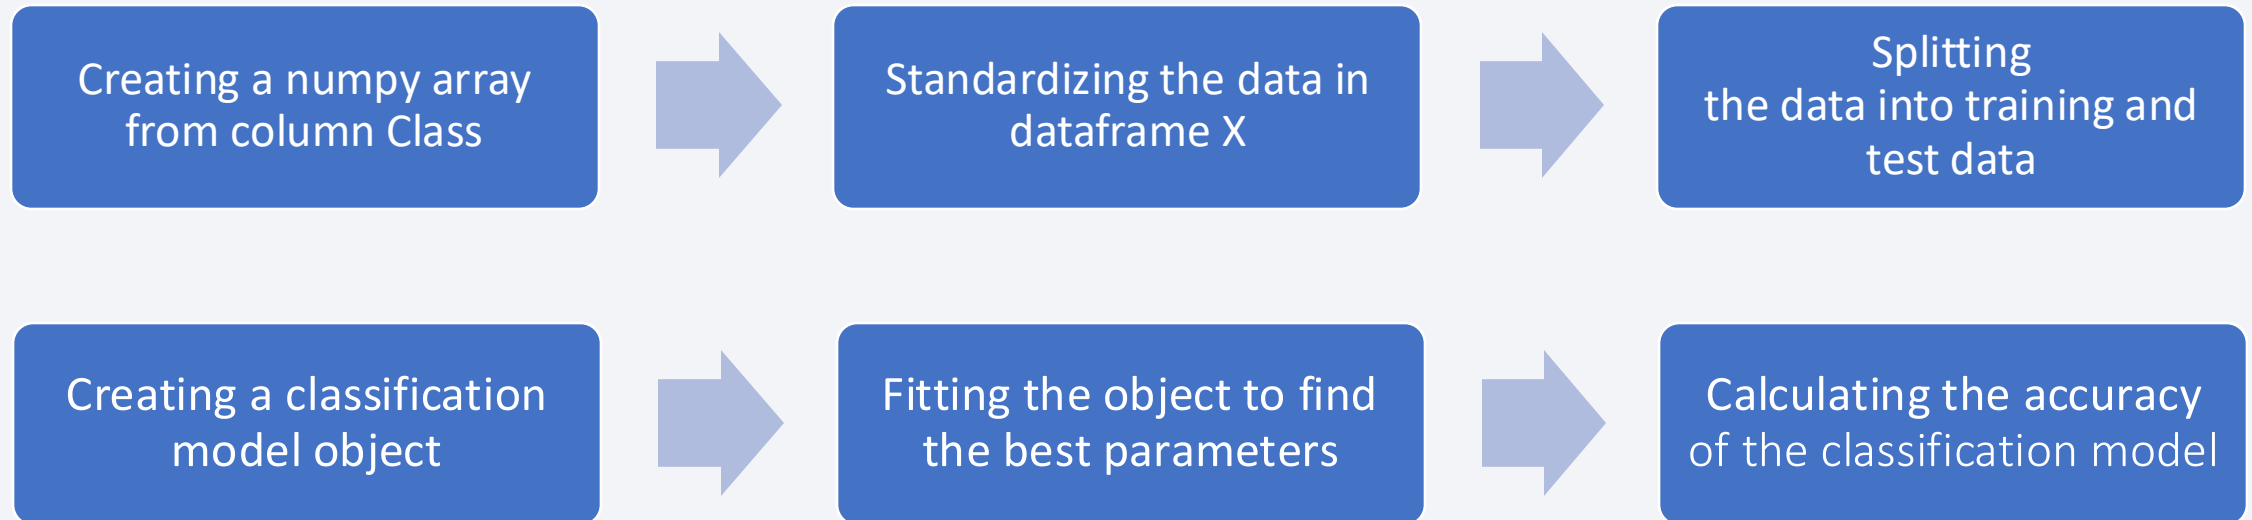 Creating a numpy array
from column Class
Standardizing the data in
dataframe X
Splitting
the data into training and
test data
Creating a classification
model object
Fitting the object to find
the best parameters
Calculating the accuracy
of the classification model